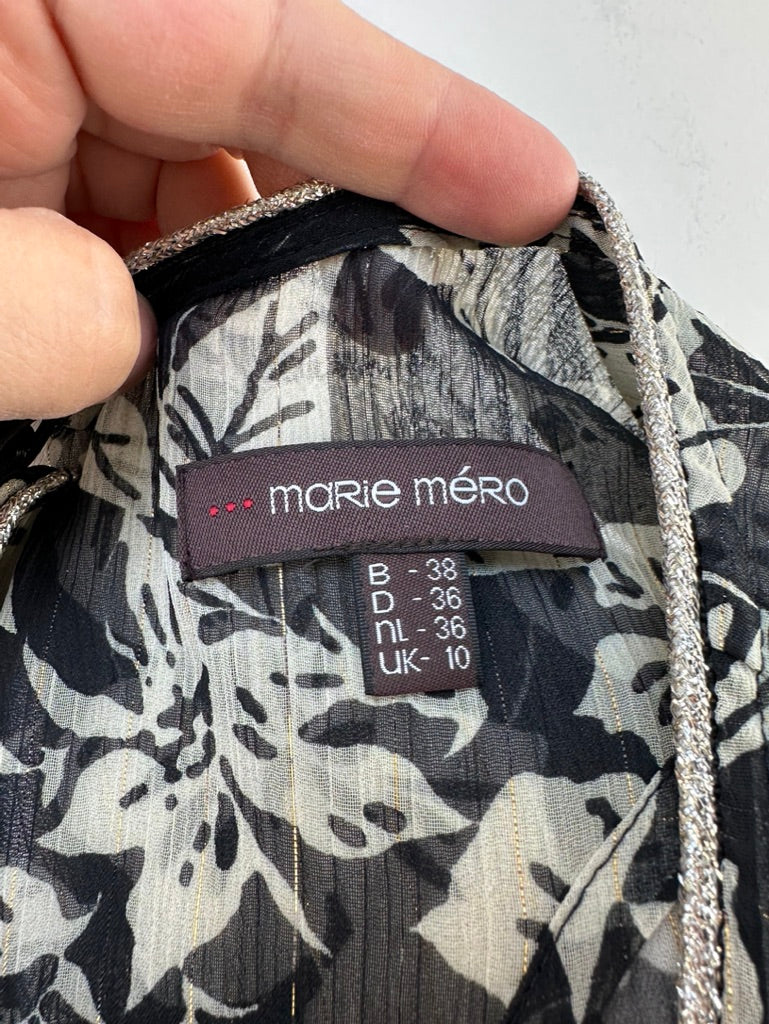 ... maRie méRo
B - 38
D - 36
nl - 36
UK- 10